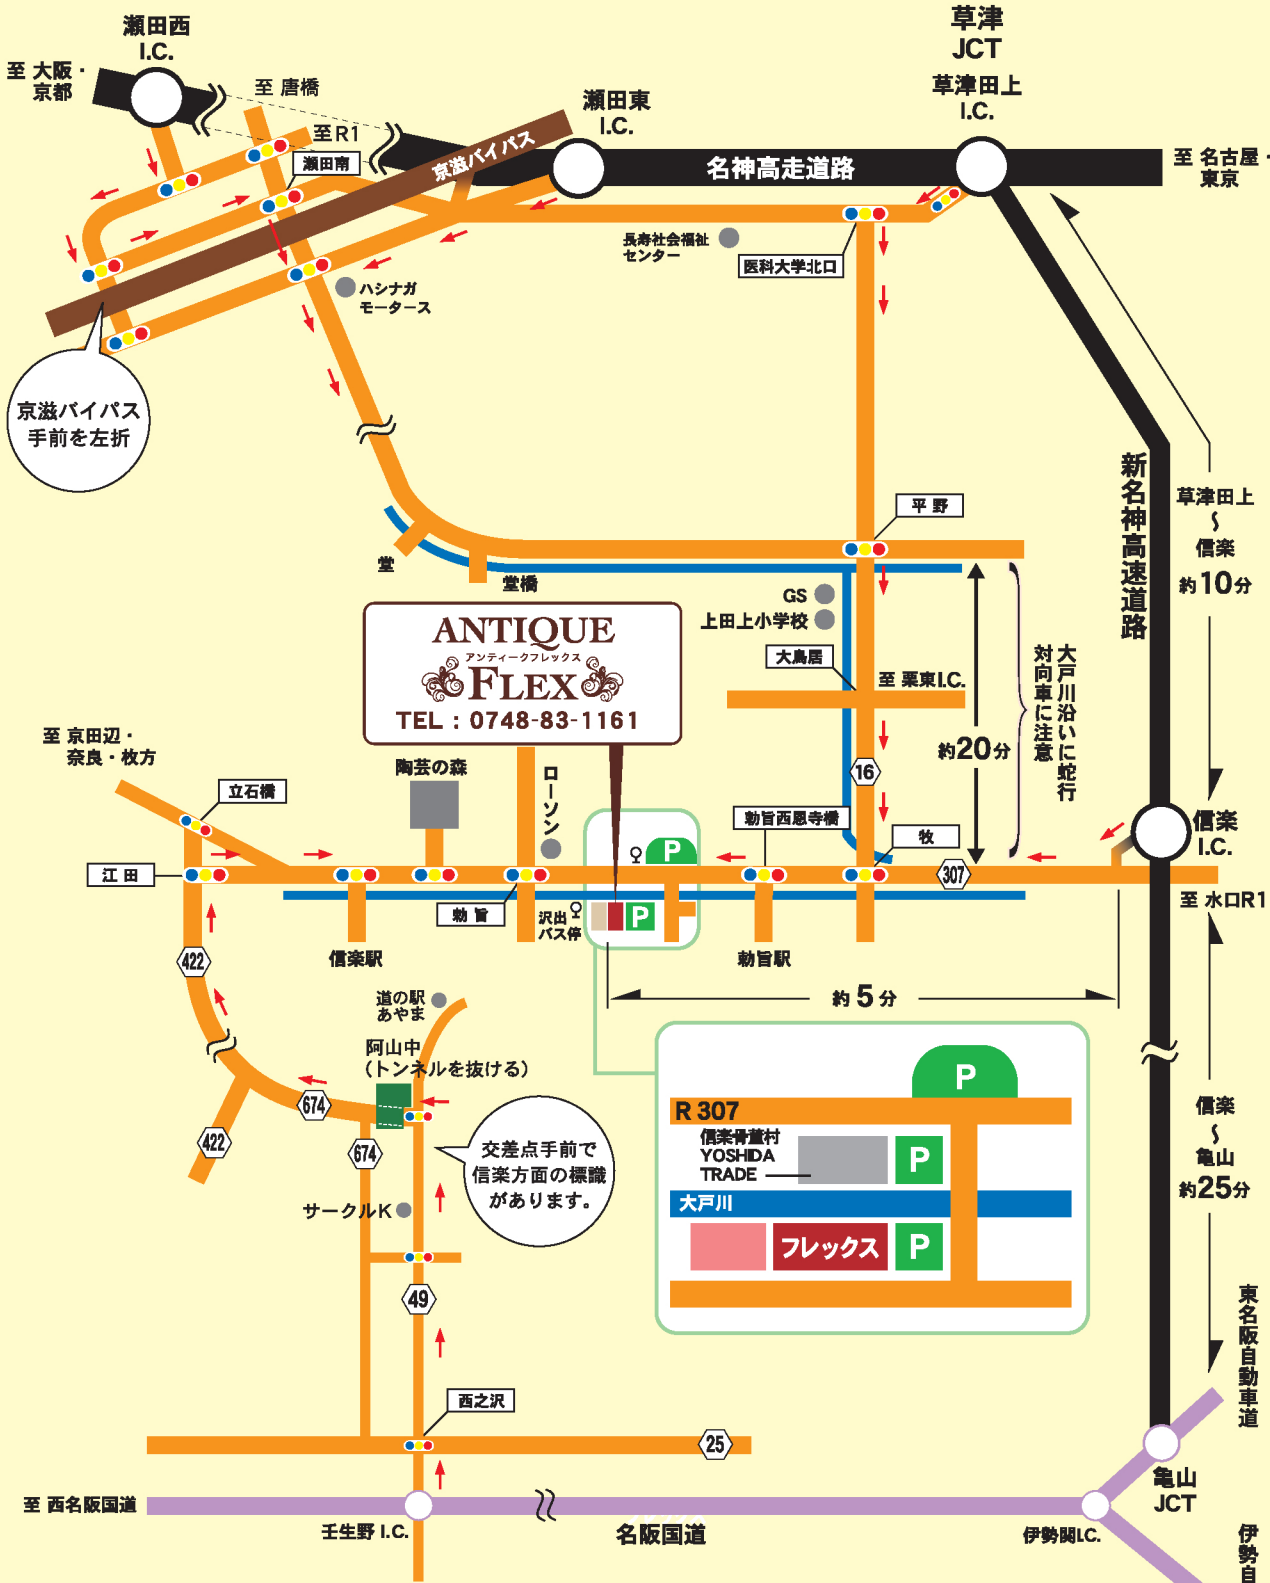 瀬田西
I.C.
至 大阪・
京都
至 唐橋
至R1
瀬田南
京滋バイパス
瀬田東
I.C.
草津
JCT
草津田上
I.C.
名神高走道路
至 名古屋・
東京
長寿社会福祉
センター
医科大学北口
ハシナガ
モータース
京滋バイパス
手前を左折
新名神高速道路
草津田上
〜
信楽
約10分
平 野
堂
堂橋
GS
上田上小学校
大鳥居
至 栗東I.C.
約20分
大戸川沿いに蛇行
対向車に注意
ANTIQUE
アンティークフレックス
FLEX
TEL : 0748-83-1161
至 京田辺・
奈良・枚方
立石橋
陶芸の森
ローソン
16
勅旨西恩寺橋
牧
信楽
I.C.
江 田
P
307
至 水口R1
勅 旨
沢出
バス停
P
信楽駅
勅旨駅
422
約 5 分
道の駅
あやま
阿山中
(トンネルを抜ける)
674
422
674
交差点手前で
信楽方面の標識
があります。
サークルK
49
P
R 307
信楽骨董村
YOSHIDA
TRADE
P
大戸川
フレックス
P
信楽
〜
亀山
約25分
東名阪自動車道
西之沢
25
亀山
JCT
至 西名阪国道
壬生野 I.C.
名阪国道
伊勢関I.C.
伊勢自